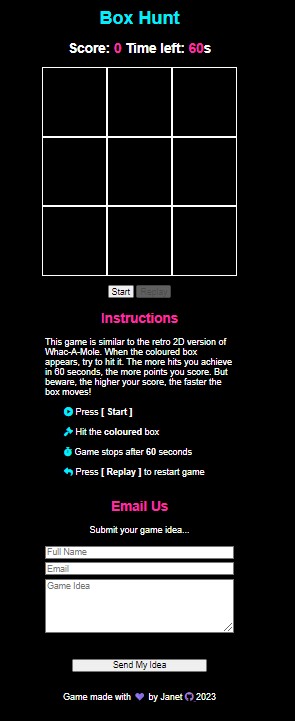 Box Hunt
Score: 0 Time left: 60s
Start Replay
Instructions
This game is similar to the retro 2D version of
Whac-A-Mole. When the coloured box
appears, try to hit it. The more hits you achieve
in 60 seconds, the more points you score. But
beware, the higher your score, the faster the
box moves!
Press [ Start ]
Hit the coloured box
Game stops after 60 seconds
Press [ Replay ] to restart game
Email Us
Submit your game idea...
Full Name
Email
Game Idea
Send My Idea
Game made with by Janet 2023